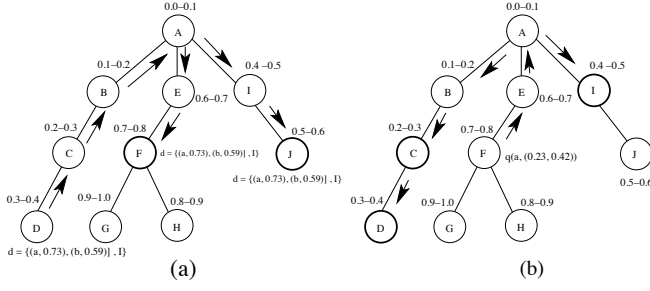 0.0–0.1
A
0.1–0.2
0.4 –0.5
B
E
I
0.6–0.7
0.2–0.3
0.7–0.8
0.5–0.6
C
F
d = {(a, 0.73), (b, 0.59)] , I}
J
d = {(a, 0.73), (b, 0.59)] , I}
0.3–0.4
0.9–1.0
0.8–0.9
D
G
H
d = {(a, 0.73), (b, 0.59)] , I}
(a)
0.0–0.1
A
0.1–0.2
0.4 –0.5
B
E
I
0.6–0.7
0.2–0.3
0.7–0.8
C
F
q(a, (0.23, 0.42))
J
0.5–0.6
0.3–0.4
0.9–1.0
0.8–0.9
D
G
H
(b)